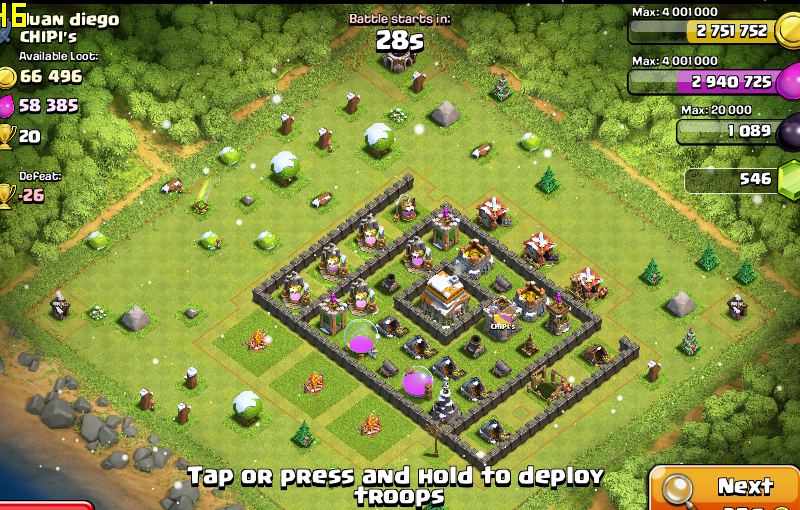 46
Juan diego
CHIPI's
Available Loot:
66 496
58 385
20
Defeat:
-26
Battle starts in:
28s
Max: 4 001 000
2 751 752
Max: 4 001 000
2 940 725
Max: 20 000
1 089
546
CHIPI's
Tap or press and hold to deploy
troops
Next